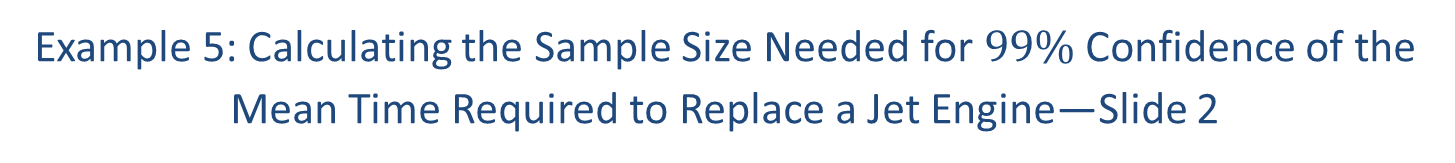 Example 5: Calculating the Sample Size Needed for 99% Confidence of the
Mean Time Required to Replace a Jet Engine—Slide 2